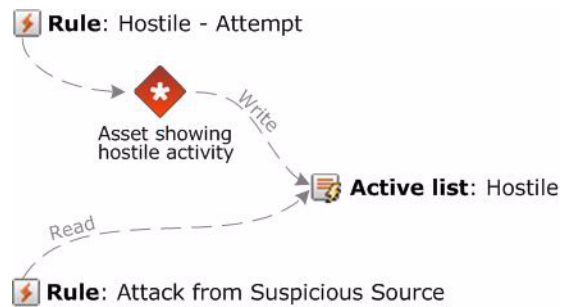 Rule: Hostile - Attempt
Write
Asset showing
hostile activity
Active list: Hostile
Read
Rule: Attack from Suspicious Source